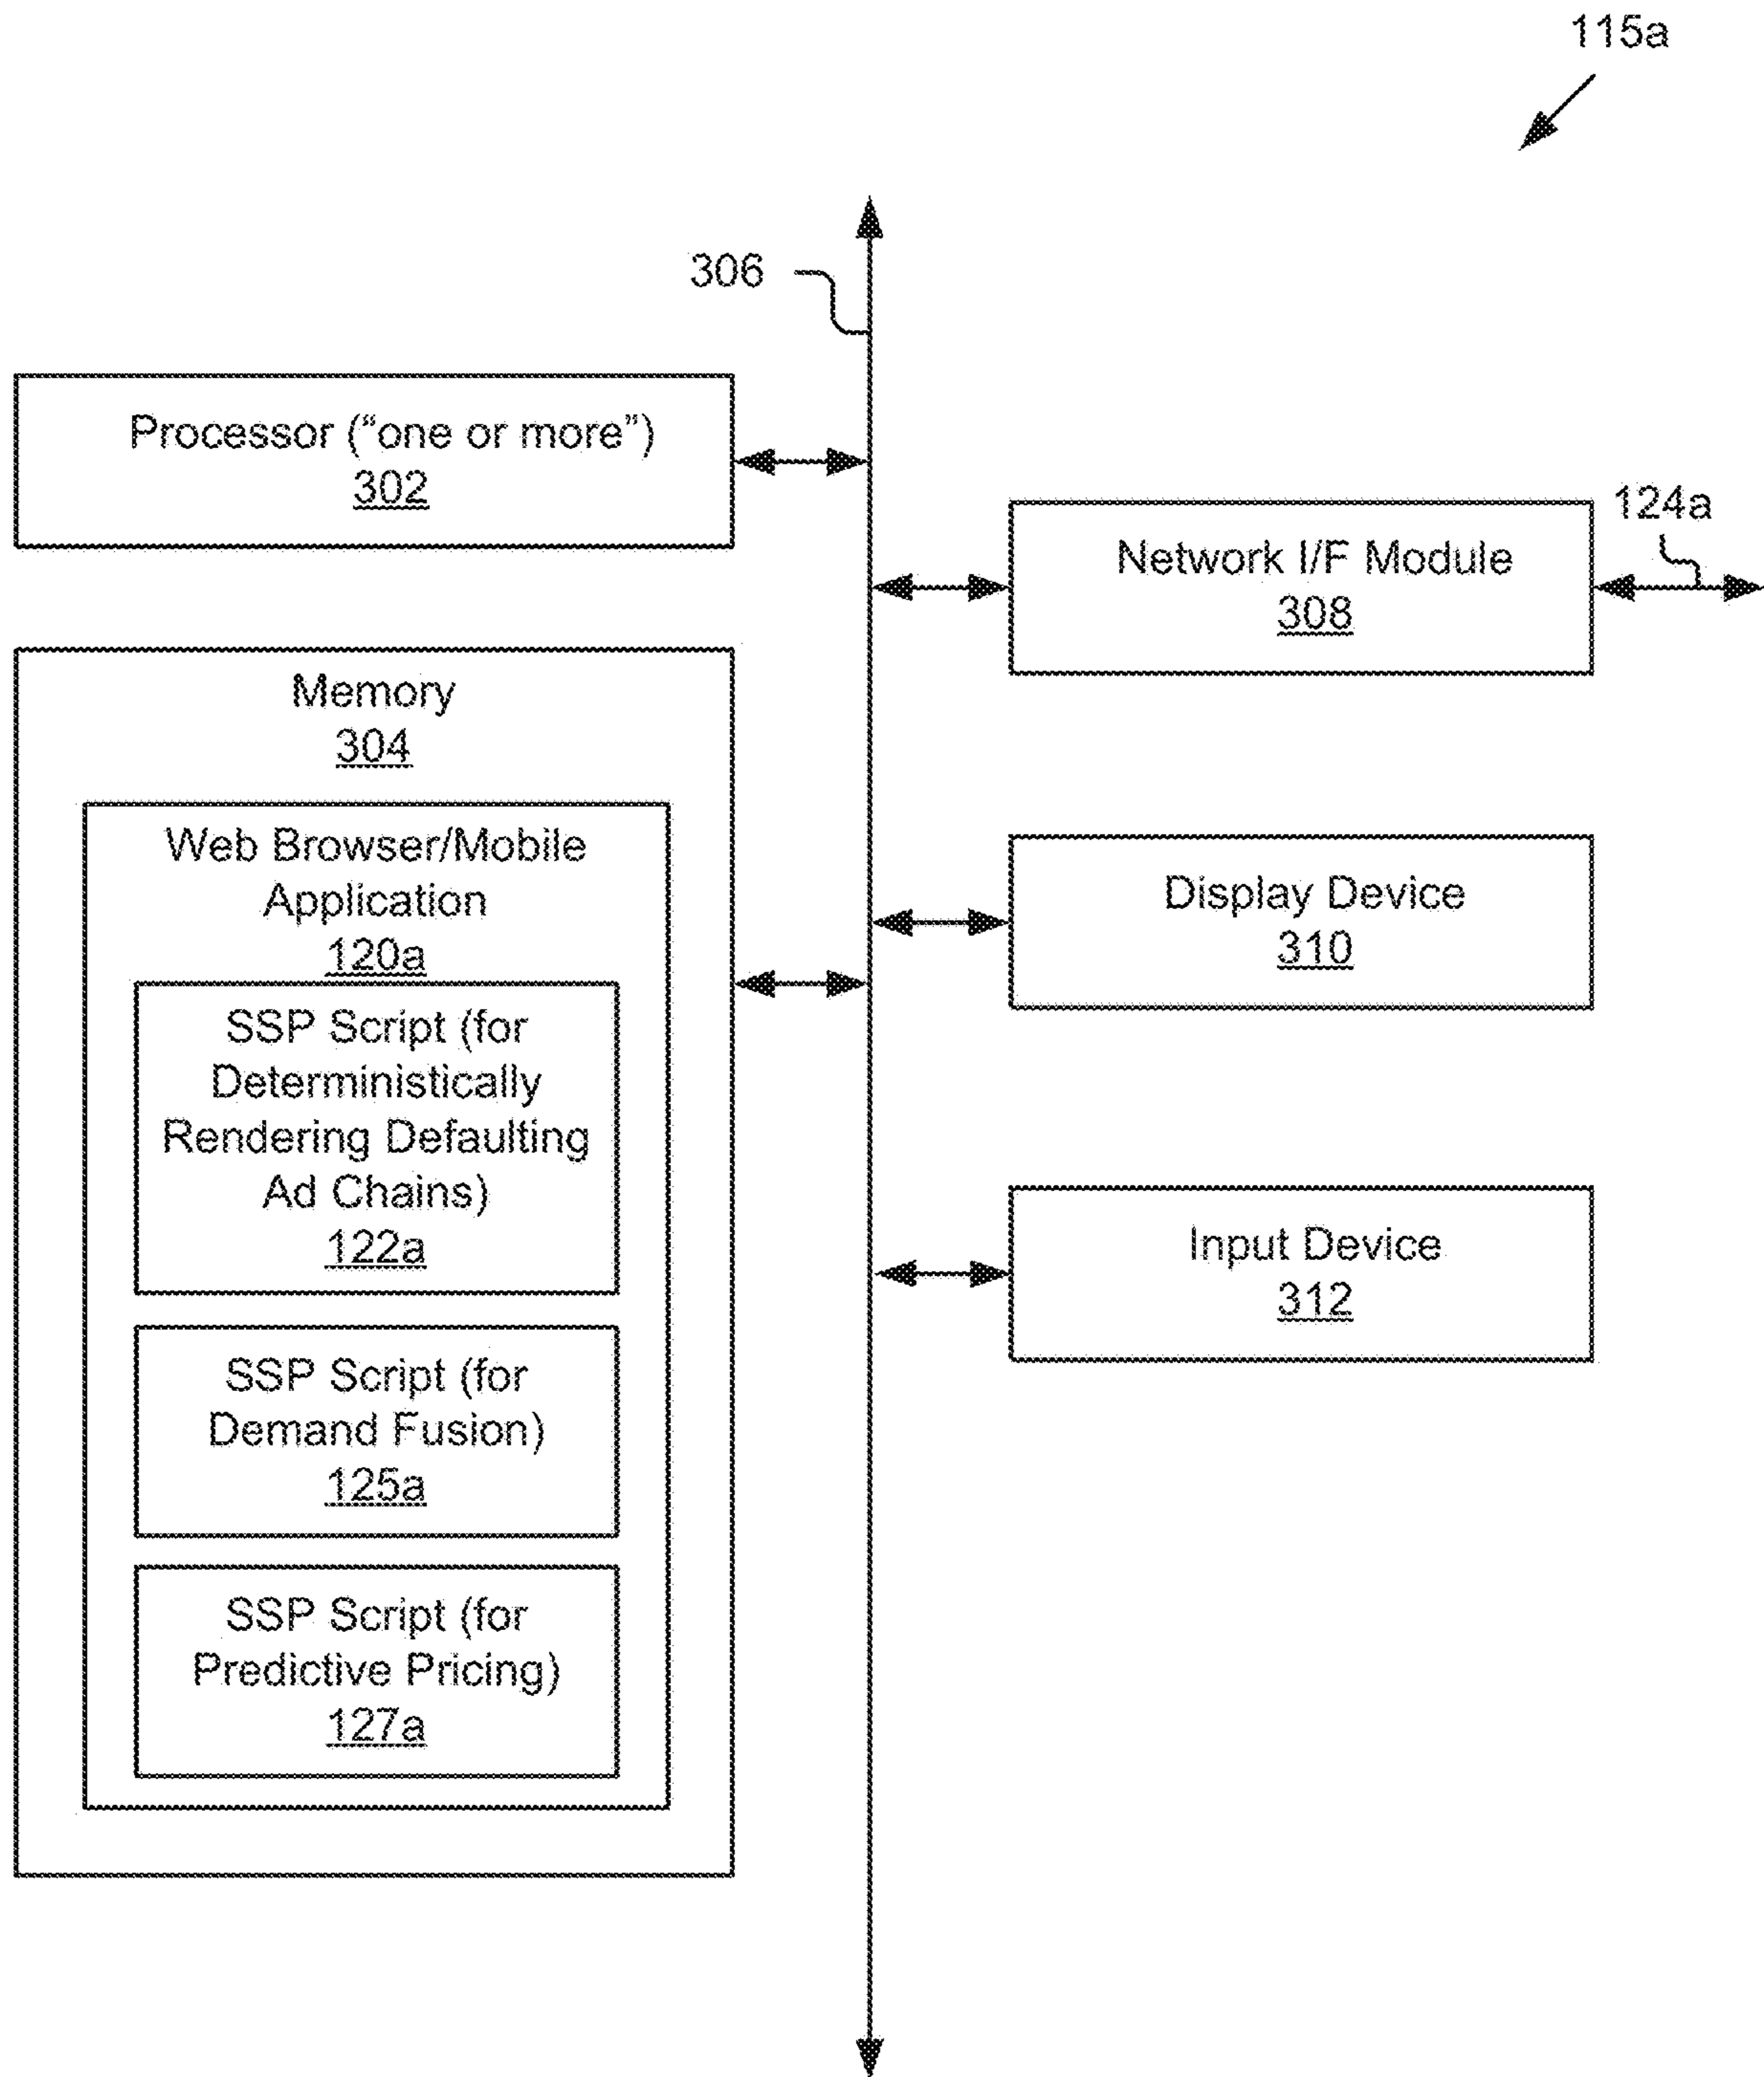 115a
306
Processor (“one or more”)
302
124a
Network I/F Module
308
Memory
304
Web Browser/Mobile
Application
120a
Display Device
310
SSP Script (for
Deterministically
Rendering Defaulting
Ad Chains)
122a
Input Device
312
SSP Script (for
Demand Fusion)
125a
SSP Script (for
Predictive Pricing)
127a